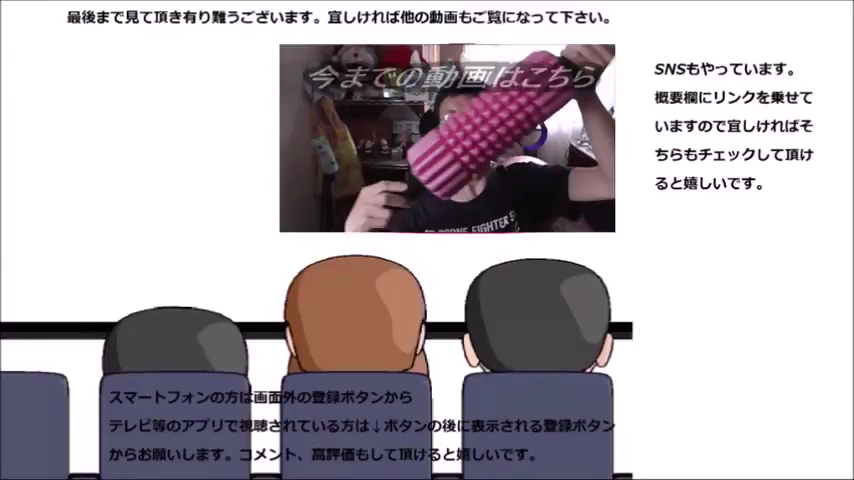 最後まで見て頂き有り難うございます。宜しければ他の動画もご覧になって下さい。
今までの動画はこちら
SNSもやっています。
概要欄にリンクを乗せて
いますので宜しければそ
ちらもチェックして頂け
ると嬉しいです。
FIGHTER
スマートフォンの方は画面外の登録ボタンから
テレビ等のアプリで視聴されている方は↓ボタンの後に表示される登録ボタン
からお願いします。コメント、高評価もして頂けると嬉しいです。